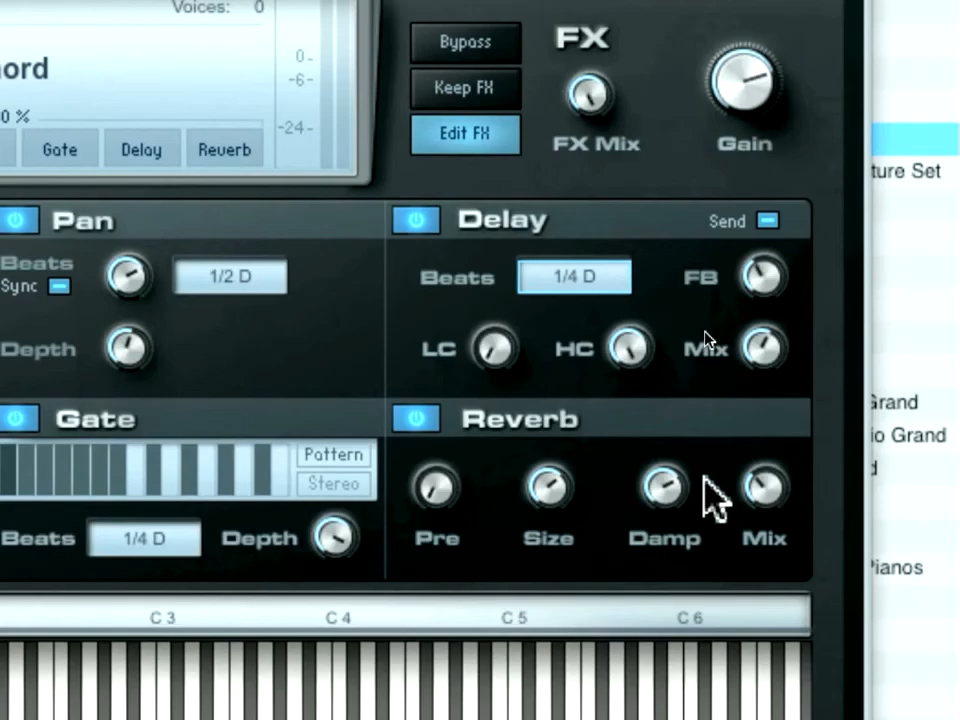 Voices: 0
0 %
0-
-6-
-24-
Gate
Delay
Reverb
Bypass
Keep FX
Edit FX
FX
FX Mix
Gain
ture Set
Pan
Beats
Sync
1/2 D
Depth
Delay
Send
Beats
1/4 D
FB
LC
HC
Mix
Grand
io Grand
Gate
Pattern
Stereo
Beats
1/4 D
Depth
Reverb
Pre
Size
Damp
Mix
Pianos
C 3
C 4
C 5
C 6